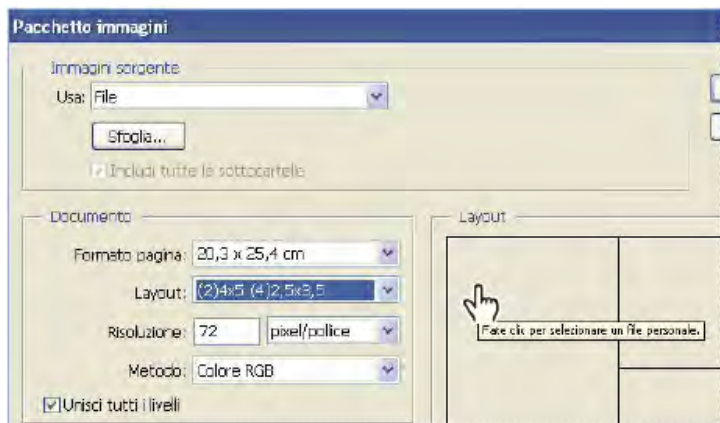 Pacchetto immagini
Immagini sorgente
Usa: File
Sfoglia...
Includi tutte le sottocartelle
Documento
Formato pagina: 20,3 x 25,4 cm
Layout: (2)4x5 (4)2,5x3,5
Risoluzione: 72 pixel/pollice
Metodo: Colore RGB
Unisci tutti i livelli
Layout
Fate clic per selezionare un file personale.